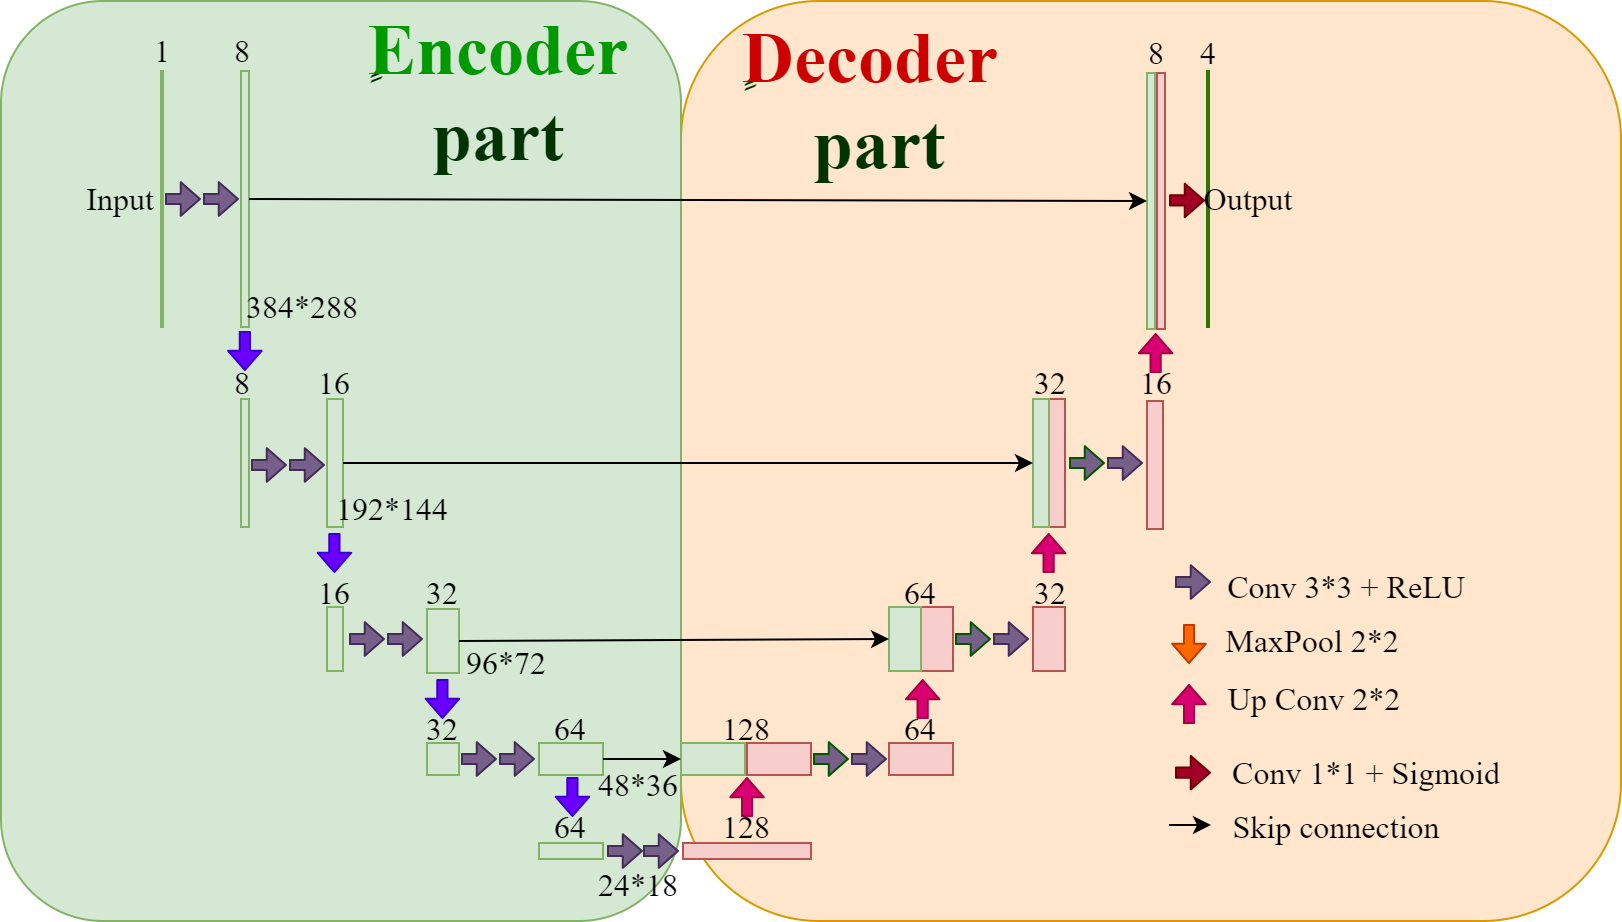 Encoder
part
Decoder
part
1
8
8
4
Input
Output
384*288
8
16
32
16
192*144
16
32
64
32
96*72
32
64
128
64
48*36
64
128
24*18
Conv 3*3 + ReLU
MaxPool 2*2
Up Conv 2*2
Conv 1*1 + Sigmoid
Skip connection